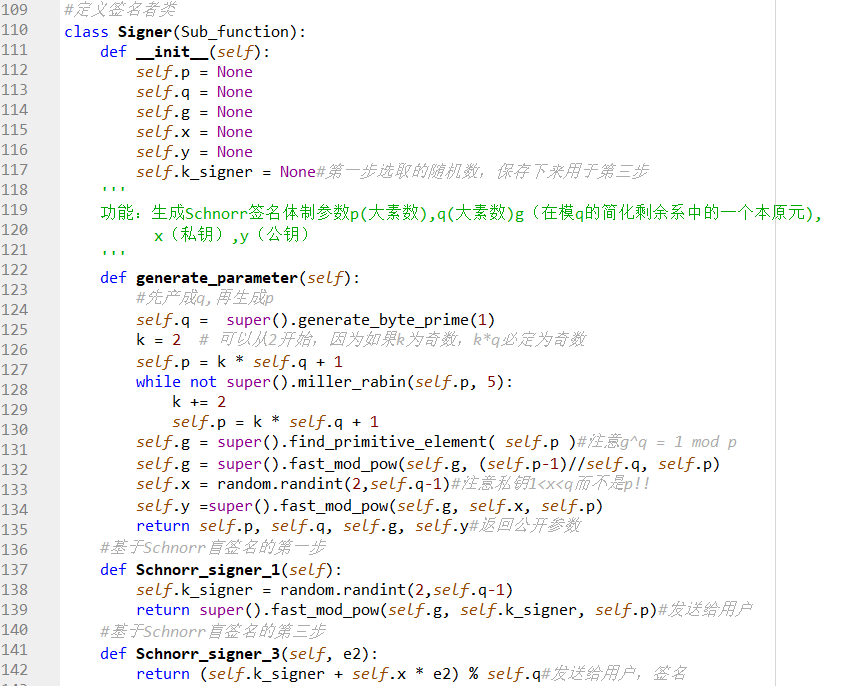 109 #定义签名者类
110 class Signer(Sub_function):
111     def __init__(self):
112         self.p = None
113         self.q = None
114         self.g = None
115         self.x = None
116         self.y = None
117         self.k_signer = None#第一步选取的随机数，保存下来用于第三步
118     '''
119     功能：生成Schnorr签名体制参数p(大素数),q(大素数)g（在模q的简化剩余系中的一个本原元),
120           x（私钥）,y（公钥）
121     '''
122     def generate_parameter(self):
123         #先产成q,再生成p
124         self.q =  super().generate_byte_prime(1)
125         k = 2  # 可以从2开始，因为如果k为奇数，k*q必定为奇数
126         self.p = k * self.q + 1
127         while not super().miller_rabin(self.p, 5):
128             k += 2
129             self.p = k * self.q + 1
130         self.g = super().find_primitive_element( self.p )#注意g^q = 1 mod p
131         self.g = super().fast_mod_pow(self.g, (self.p-1)//self.q, self.p)
132         self.x = random.randint(2,self.q-1)#注意私钥1<x<q而不是p!!
133         self.y =super().fast_mod_pow(self.g, self.x, self.p)
134         return self.p, self.q, self.g, self.y#返回公开参数
135     #基于Schnorr盲签名的第一步
136     def Schnorr_signer_1(self):
137         self.k_signer = random.randint(2,self.q-1)
138         return super().fast_mod_pow(self.g, self.k_signer, self.p)#发送给用户
139     #基于Schnorr盲签名的第三步
140     def Schnorr_signer_3(self, e2):
141         return (self.k_signer + self.x * e2) % self.q#发送给用户，签名
142